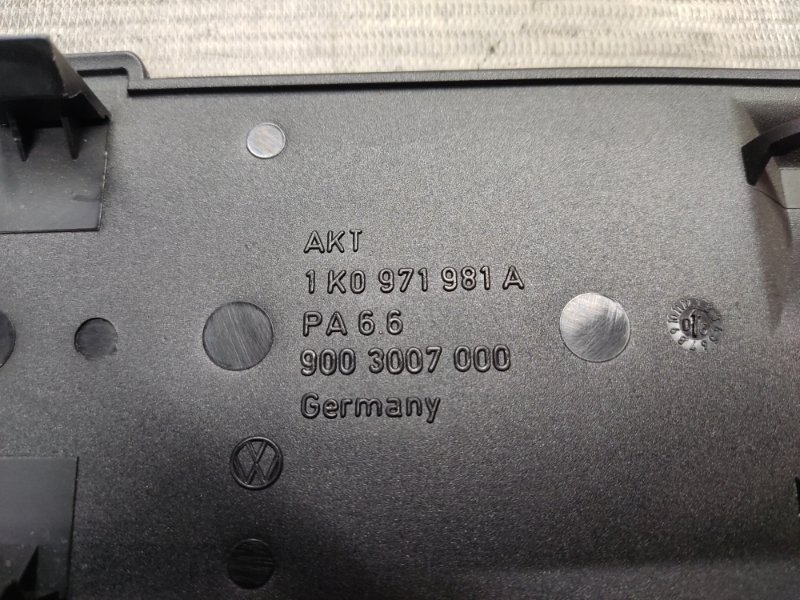 AKT
1K0 971 981 A
PA 6.6
900 3007 000
Germany